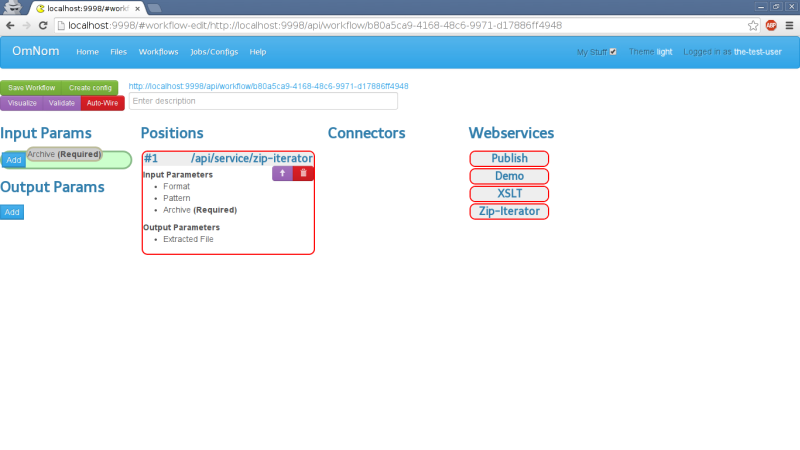 localhost:9998/#workf
localhost:9998/#workflow-edit/http://localhost:9998/api/workflow/b80a5ca9-4168-48c6-9971-d17886ff4948
ABP
OmNom Home Files Workflows Jobs/Configs Help My Stuff Theme light Logged in as the-test-user
Save Workflow Create config http://localhost:9998/api/workflow/b80a5ca9-4168-48c6-9971-d17886ff4948
Visualize Validate Auto-Wire Enter description
Input Params Positions Connectors Webservices
Add Archive (Required) #1 /api/service/zip-iterator Publish
Input Parameters Demo
Format
Output Params Pattern XSLT
Add Archive (Required) Zip-Iterator
Output Parameters
Extracted File